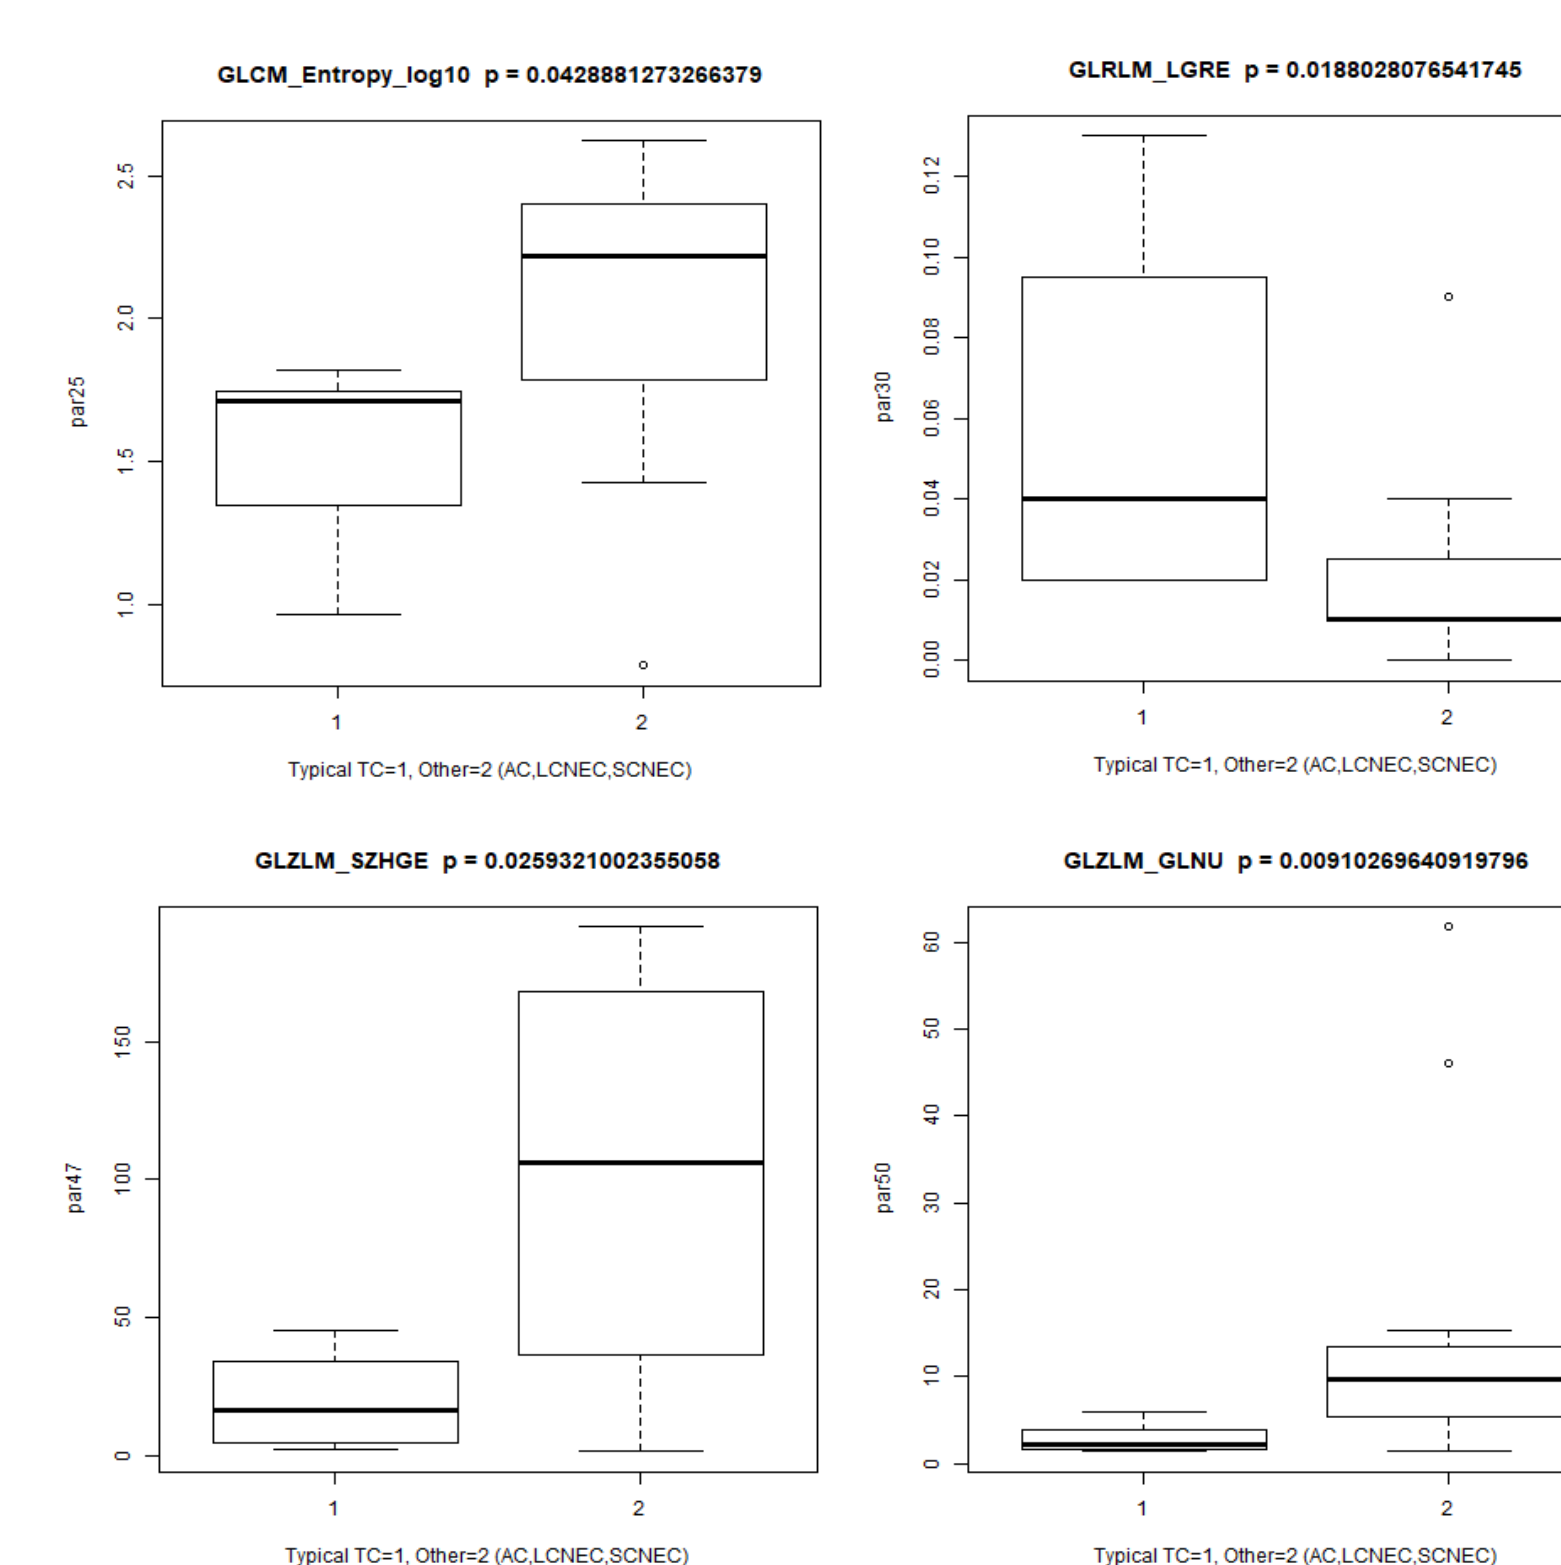 GLCM_Entropy_log10 p = 0.0428881273266379
par25
2.5
2.0
1.5
1.0
1 2
Typical TC=1, Other=2 (AC,LCNEC,SCNEC)
GLRLM_LGRE p = 0.0188028076541745
par30
0.12
0.10
0.08
0.06
0.04
0.02
0.00
1 2
Typical TC=1, Other=2 (AC,LCNEC,SCNEC)
GLZLM_SZHGE p = 0.0259321002355058
par47
150
100
50
0
1 2
Typical TC=1, Other=2 (AC,LCNEC,SCNEC)
GLZLM_GLNU p = 0.00910269640919796
par50
60
50
40
30
20
10
0
1 2
Typical TC=1, Other=2 (AC,LCNEC,SCNEC)